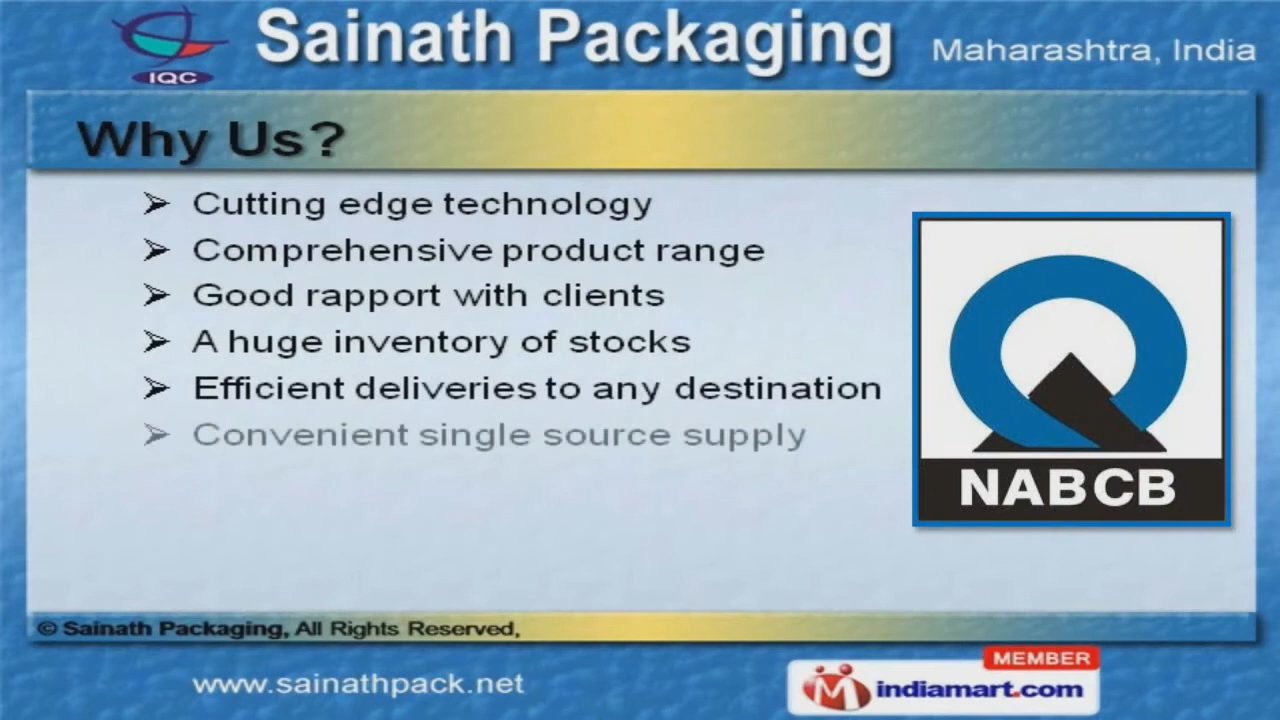 Sainath Packaging
Maharashtra, India
IQC
Why Us?
➢ Cutting edge technology
➢ Comprehensive product range
➢ Good rapport with clients
➢ A huge inventory of stocks
➢ Efficient deliveries to any destination
➢ Convenient single source supply
NABCB
© Sainath Packaging, All Rights Reserved,
www.sainathpack.net
MEMBER
indiamart.com